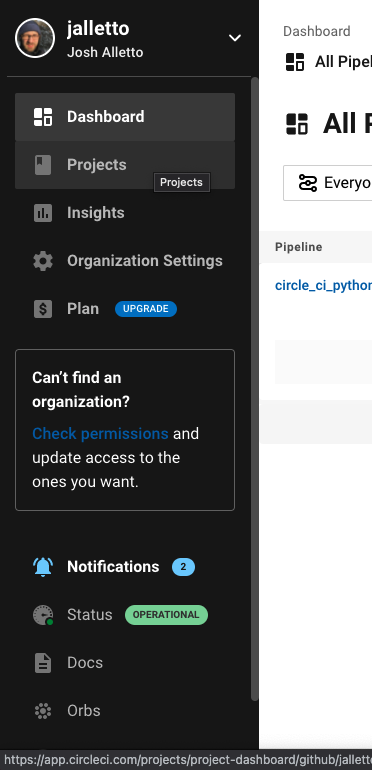 jalletto
Josh Alletto
Dashboard
Projects
Projects
Insights
Organization Settings
Plan UPGRADE
Can't find an
organization?
Check permissions and
update access to the
ones you want.
Notifications 2
Status OPERATIONAL
Docs
Orbs
Dashboard
All Pipel
All P
Everyo
Pipeline
circle_ci_python
https://app.circleci.com/projects/project-dashboard/github/jalletto